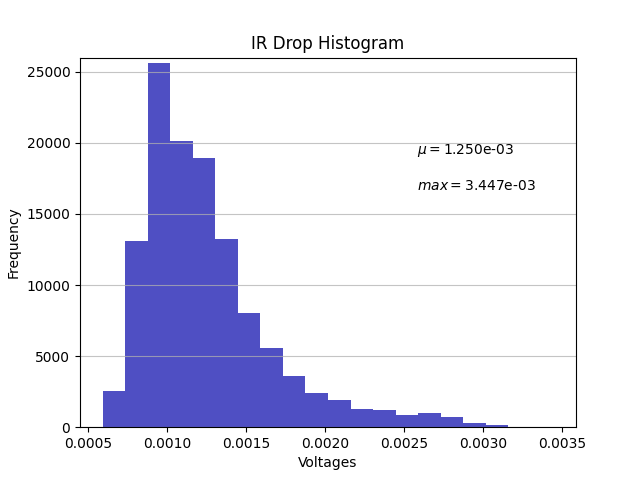 IR Drop Histogram
25000
20000
15000
10000
5000
0
Frequency
μ = 1.250e-03
max = 3.447e-03
0.0005 0.0010 0.0015 0.0020 0.0025 0.0030 0.0035
Voltages